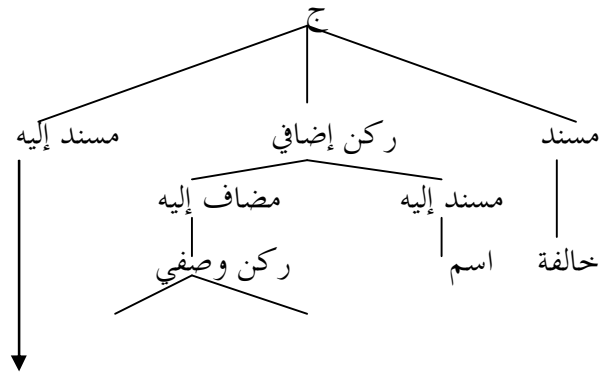 ج
مسند ركن إضافي مسند إليه
مسند إليه مضاف إليه
خالفة اسم ركن وصفي